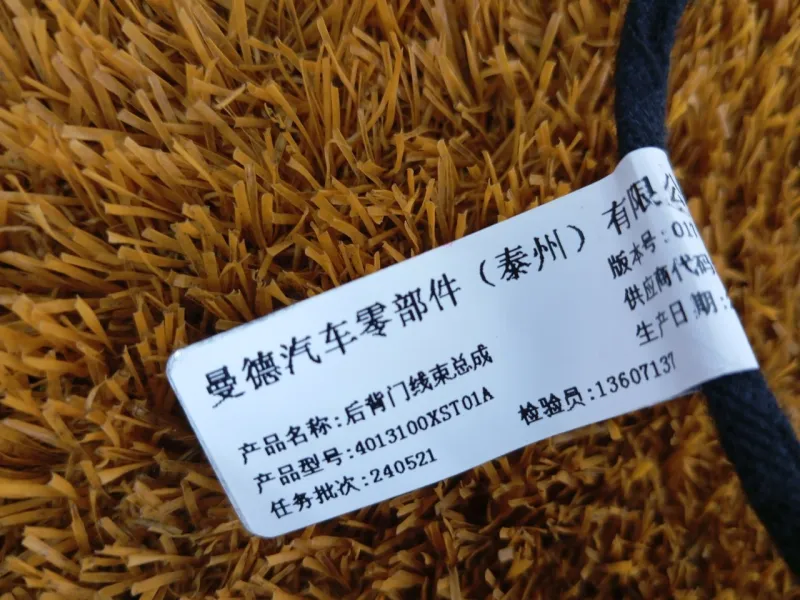 曼德汽车零部件（泰州）有限公
产品名称:后背门线束总成
产品型号:4013100XST01A
任务批次:240521
检验员:13607137
版本号:011
供应商代码
生产日期: